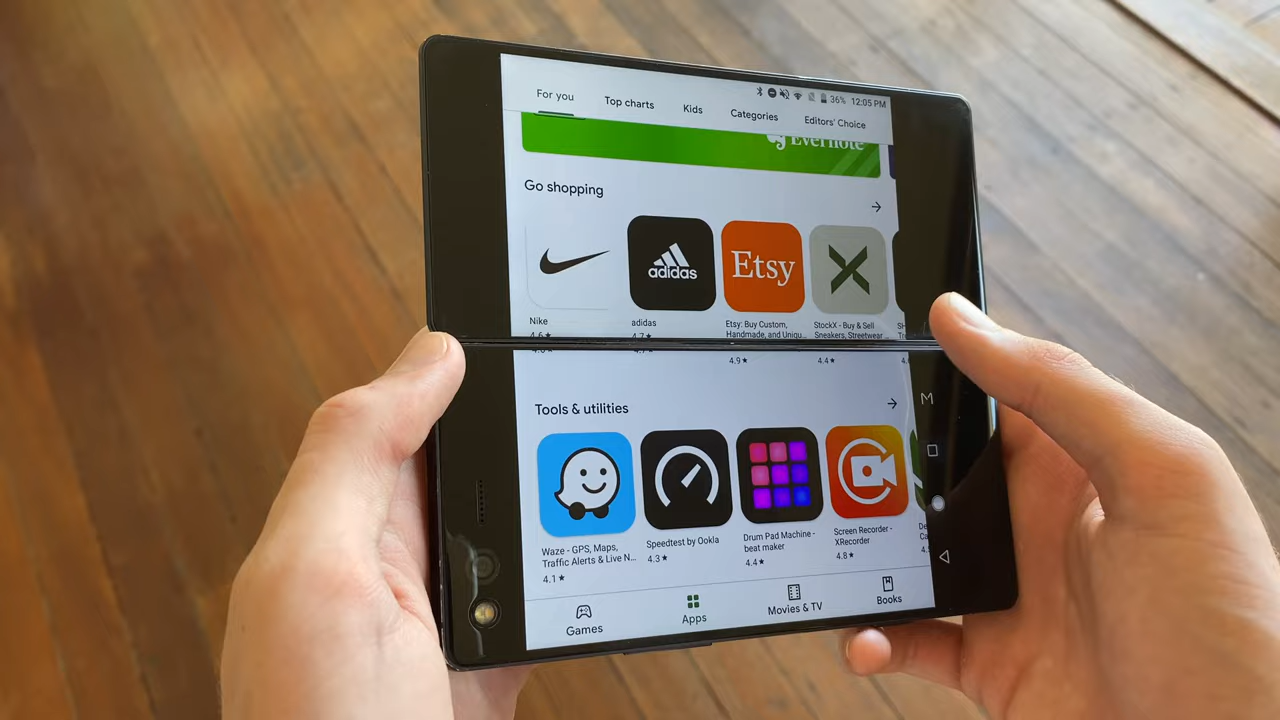 36% 12:05 PM
For you Top charts Kids Categories Editors' Choice
Evernote
Go shopping
adidas
Etsy
Nike
4.6★
adidas
4.7★
Etsy: Buy Custom,
Handmade, and Uniqu...
4.9★
StockX - Buy & Sell
Sneakers, Streetwear...
4.4★
Tools & utilities
Waze - GPS, Maps,
Traffic Alerts & Live N...
4.1★
Speedtest by Ookla
4.3★
Drum Pad Machine -
beat maker
4.4★
Screen Recorder -
XRecorder
4.8★
Games Apps Movies & TV Books